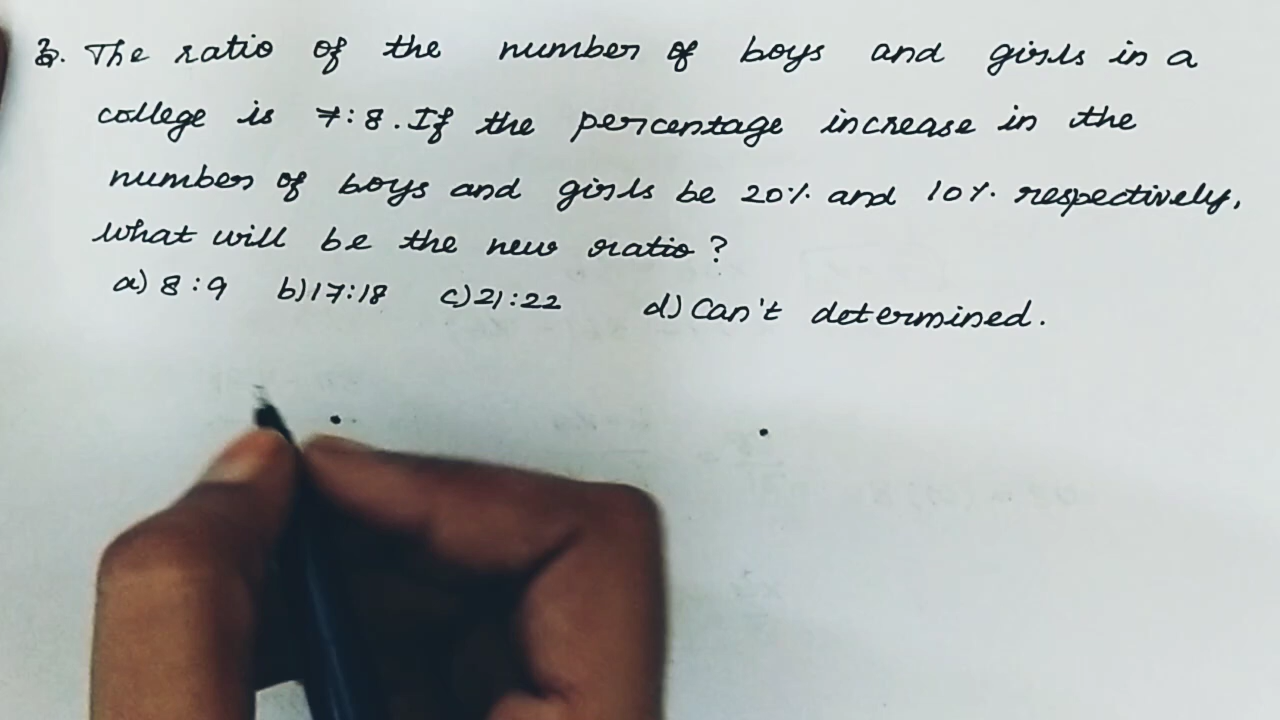 Q. The ratio of the number of boys and girls in a
college is 7:8. If the percentage increase in the
number of boys and girls be 20% and 10% respectively,
what will be the new ratio?
a) 8:9 b) 17:18 c) 21:22 d) Can't determined.